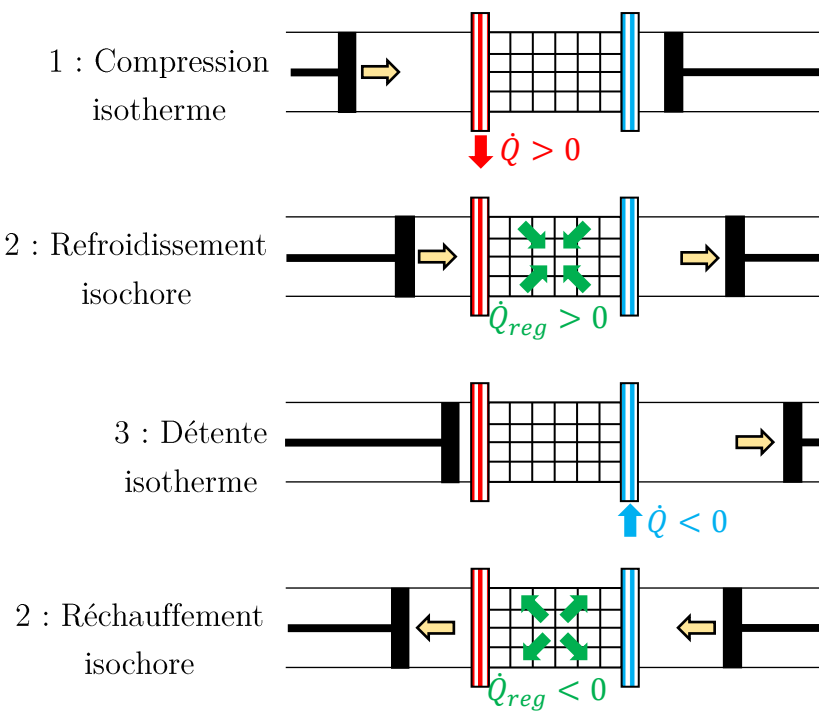 1 : Compression
isotherme
Q̇ > 0
2 : Refroidissement
isochore
Q̇reg > 0
3 : Détente
isotherme
Q̇ < 0
2 : Réchauffement
isochore
Q̇reg < 0